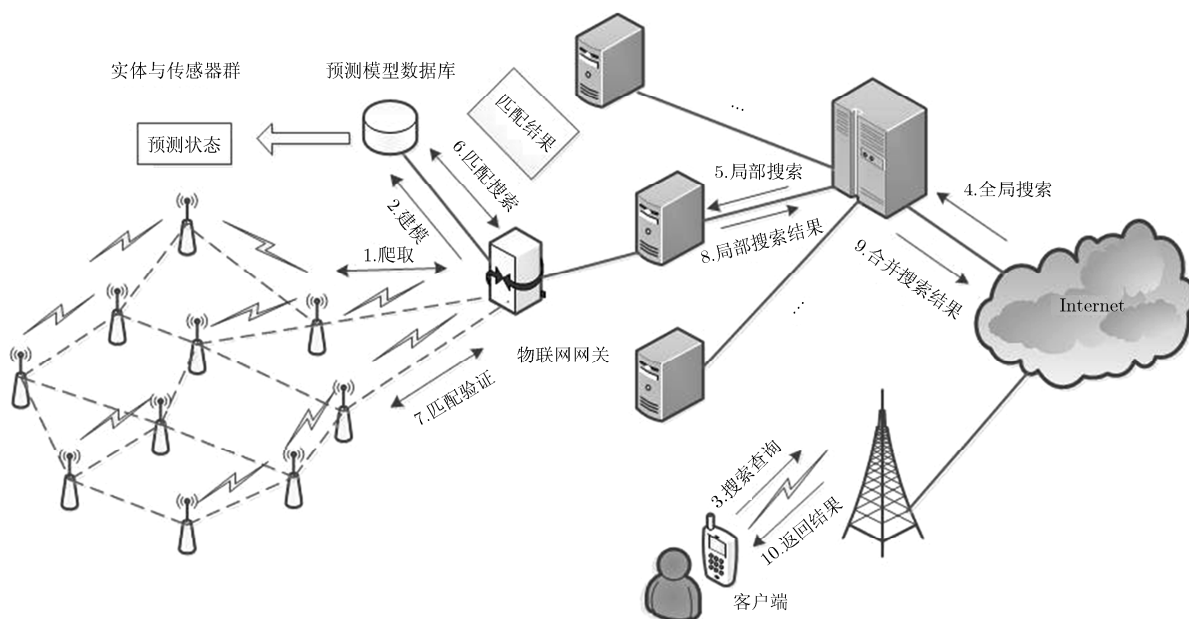 实体与传感器群
预测模型数据库
匹配结果
预测状态
6.匹配搜索
2.建模
1.爬取
...
5.局部搜索
8.局部搜索结果
4.全局搜索
9.合并搜索结果
Internet
...
物联网网关
7.匹配验证
3.搜索查询
10.返回结果
客户端